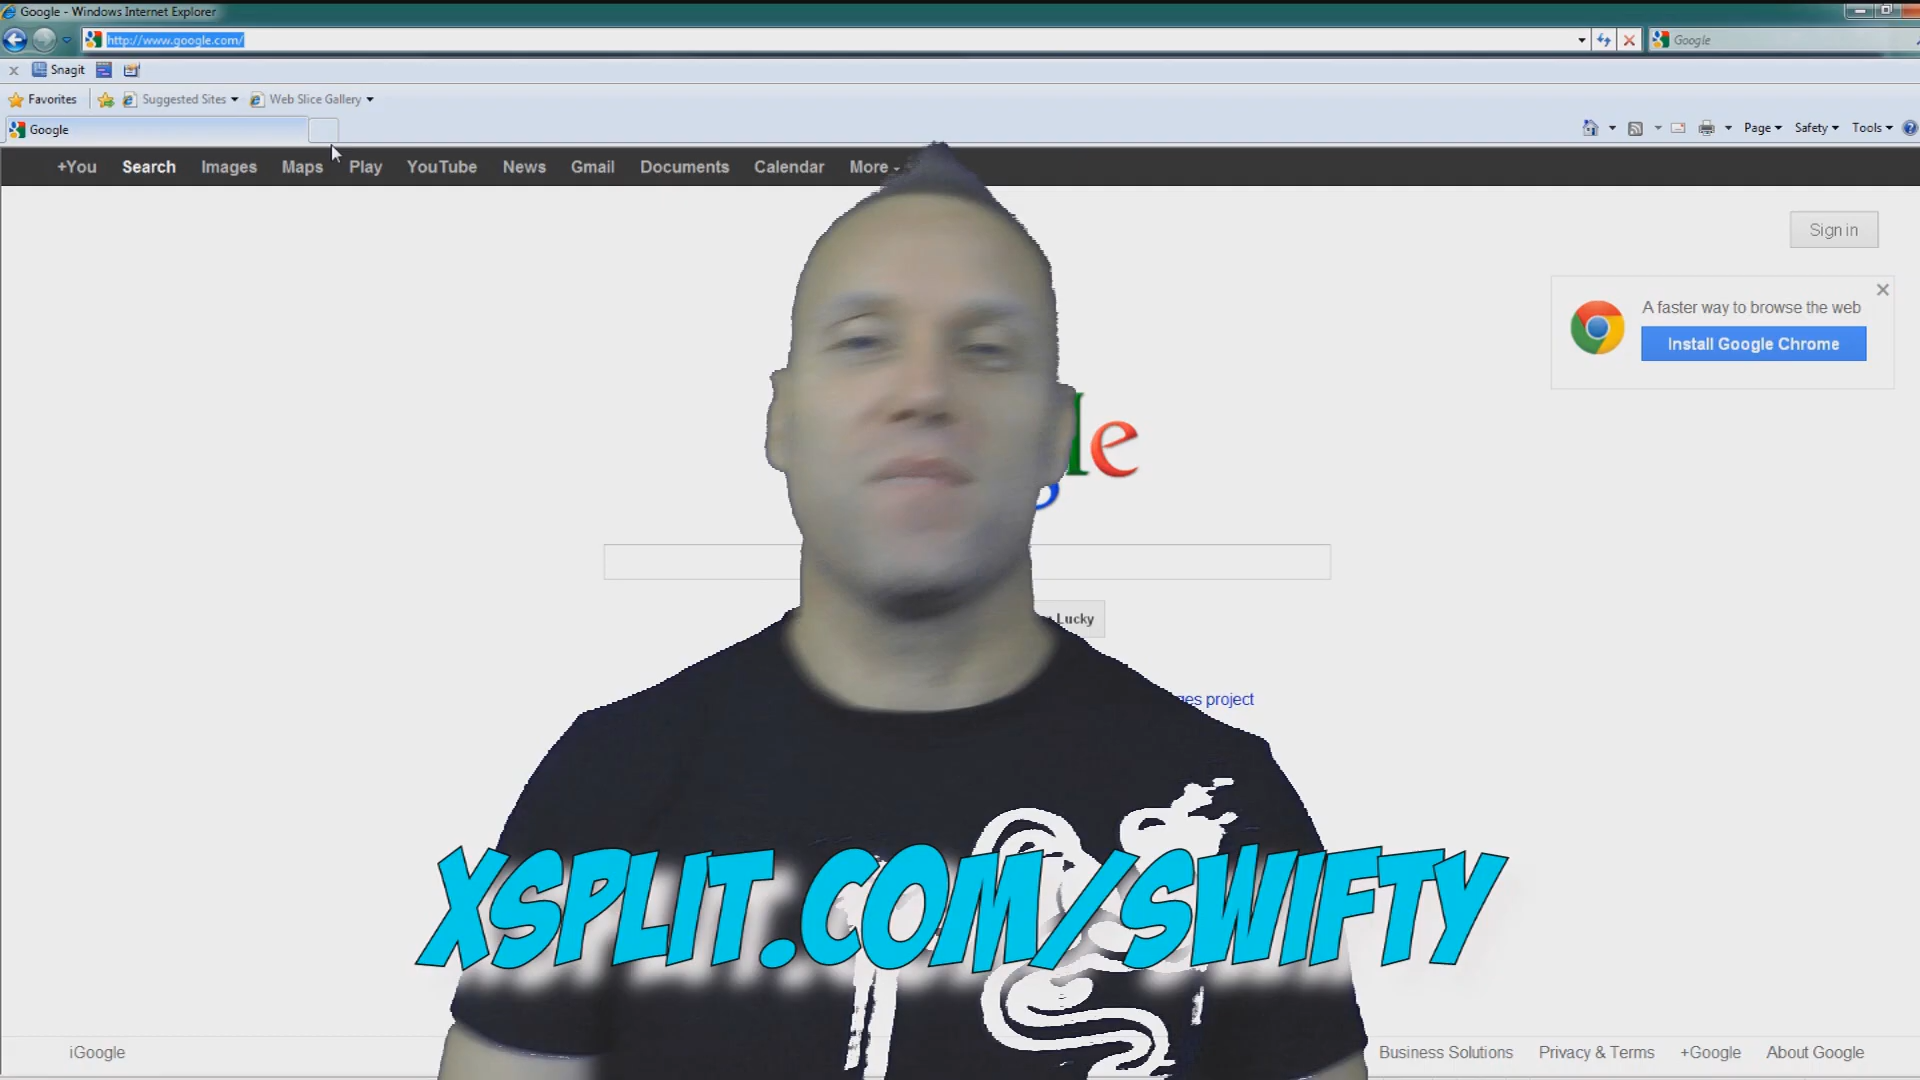 Google - Windows Internet Explorer
http://www.google.com/
Google
Snagit
Favorites
Suggested Sites
Web Slice Gallery
Google
Page
Safety
Tools
+You Search Images Maps Play YouTube News Gmail Documents Calendar More
Sign in
A faster way to browse the web
Install Google Chrome
le
Lucky
ges project
XSPLIT.COM/SWIFTY
iGoogle
Business Solutions
Privacy & Terms
+Google
About Google